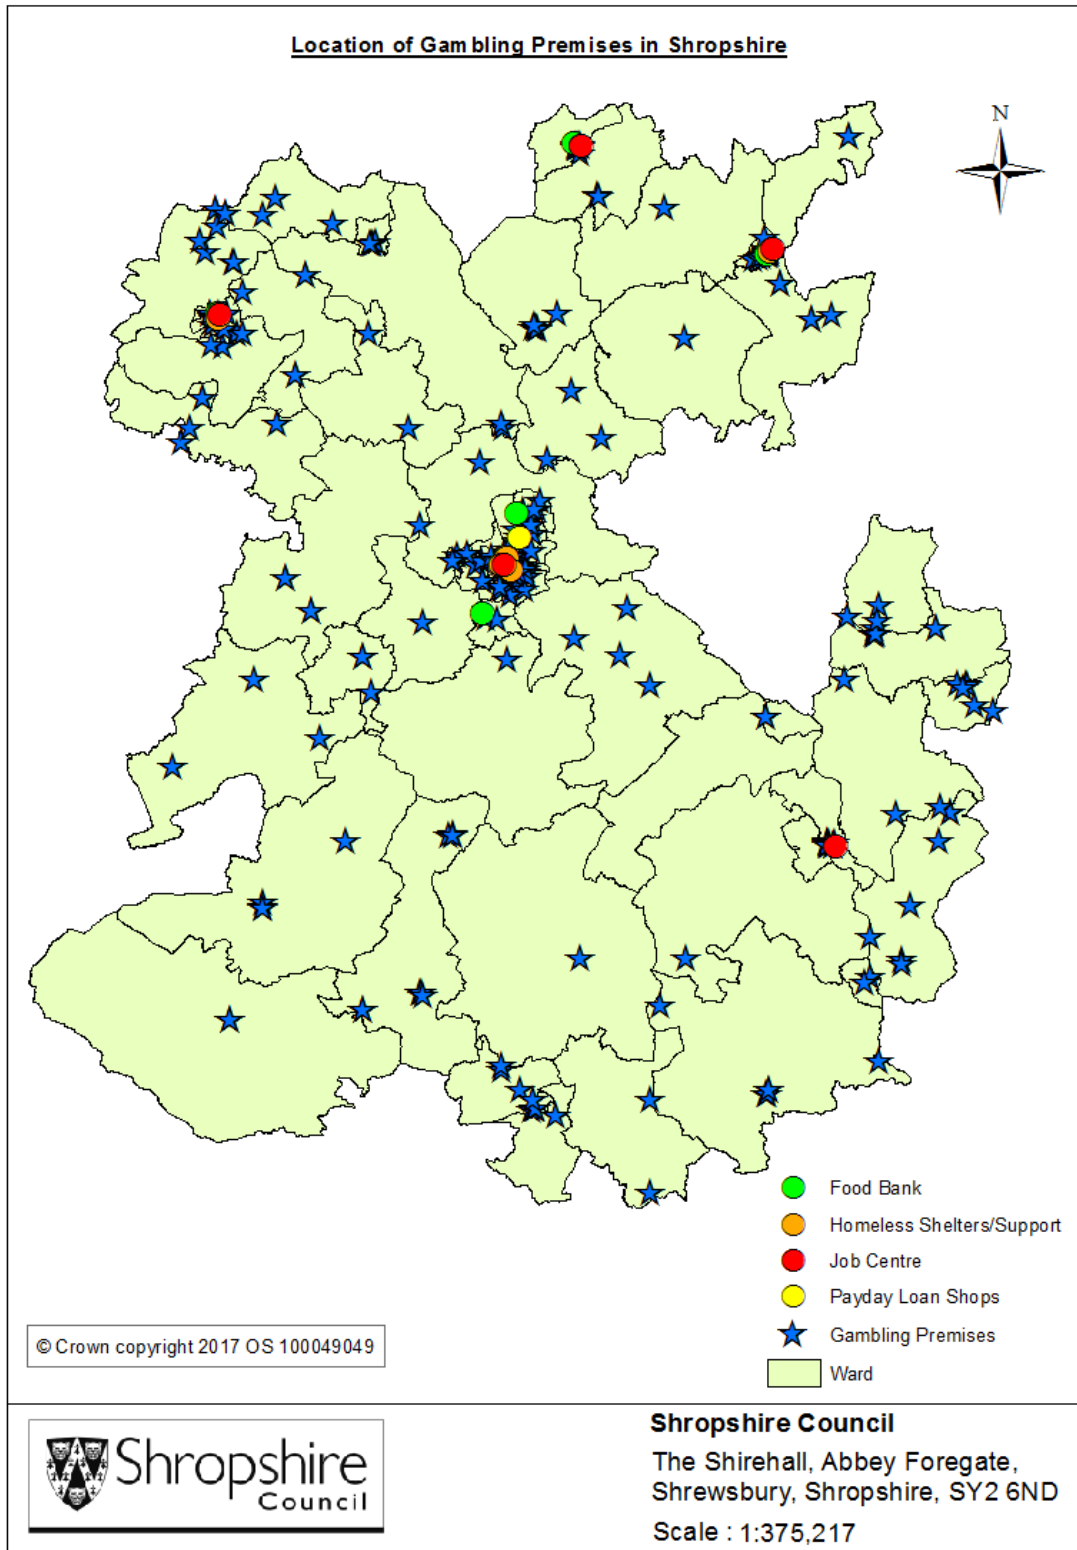 Location of Gambling Premises in Shropshire
N
Food Bank
Homeless Shelters/Support
Job Centre
Payday Loan Shops
Gambling Premises
Ward
© Crown copyright 2017 OS 100049049
Shropshire
Council
Shropshire Council
The Shirehall, Abbey Foregate,
Shrewsbury, Shropshire, SY2 6ND
Scale : 1:375,217